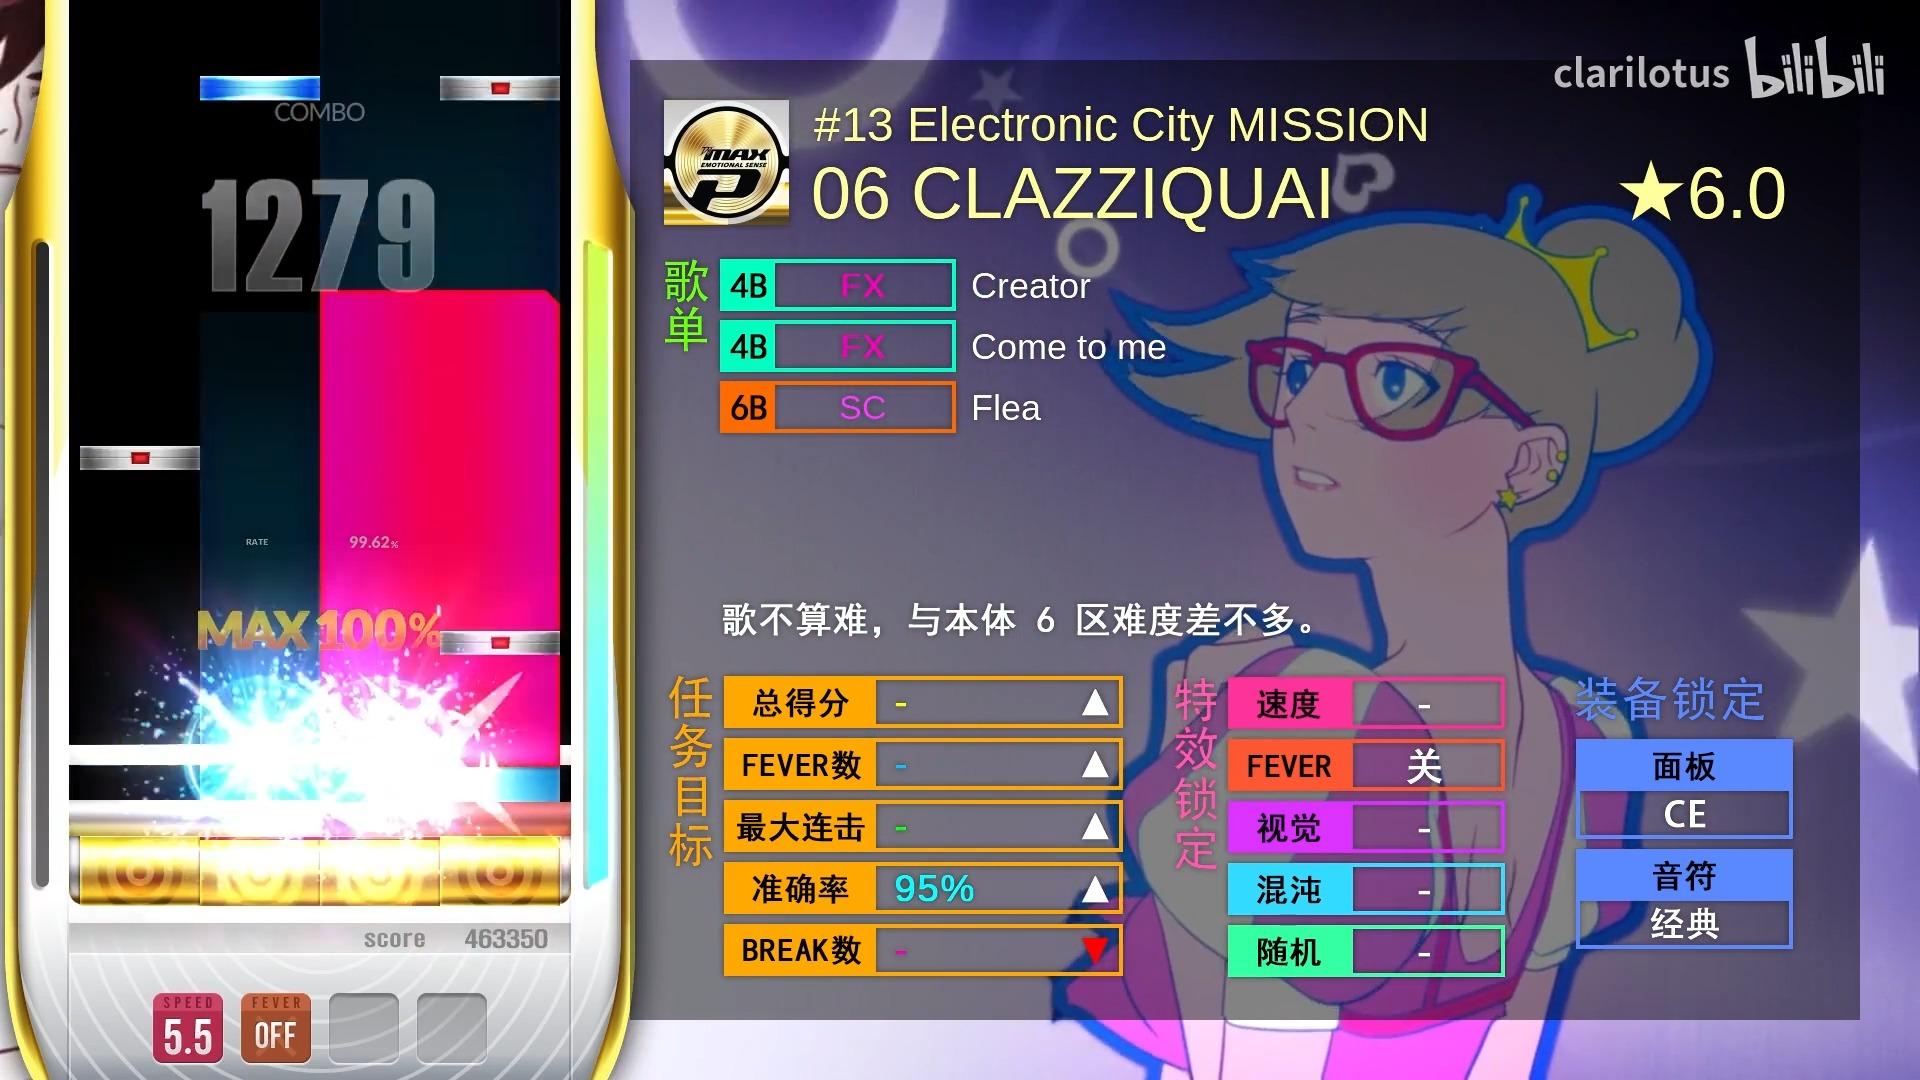 COMBO
1279
RATE 99.62%
MAX 100%
score 463350
SPEED
5.5
FEVER
OFF
clarilotus bilibili
THE MAX
EMOTIONAL SENSE
P
#13 Electronic City MISSION
06 CLAZZIQUAI ★6.0
歌单
4B FX Creator
4B FX Come to me
6B SC Flea
歌不算难，与本体 6 区难度差不多。
任务目标
总得分 - ▲
FEVER数 - ▲
最大连击 - ▲
准确率 95% ▲
BREAK数 - ▼
特效锁定
速度 -
FEVER 关
视觉 -
混沌 -
随机 -
装备锁定
面板
CE
音符
经典